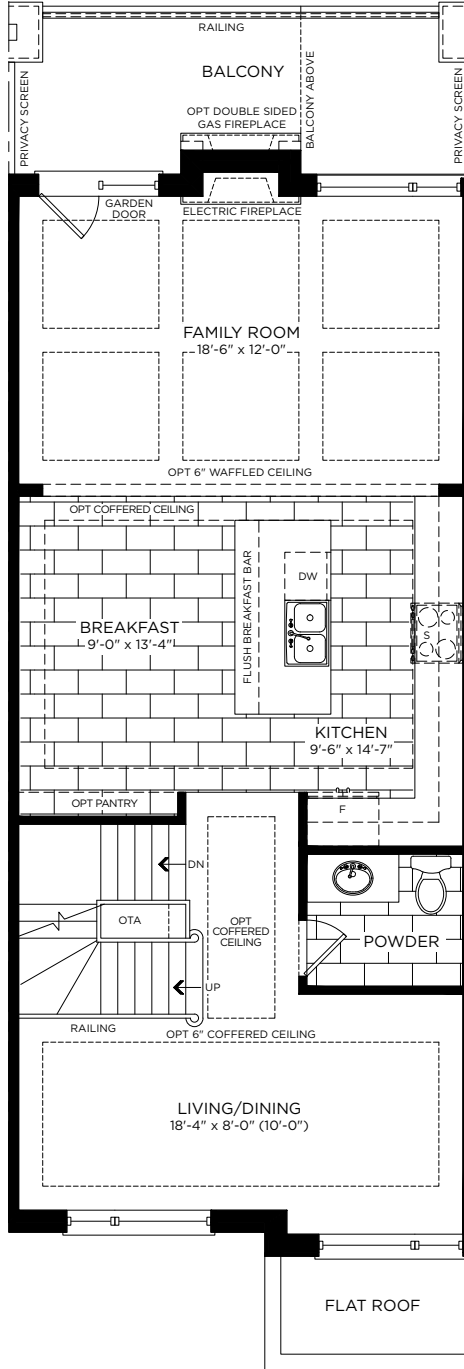 RAILING
BALCONY
PRIVACY SCREEN
BALCONY ABOVE
PRIVACY SCREEN
OPT DOUBLE SIDED
GAS FIREPLACE
GARDEN
DOOR
ELECTRIC FIREPLACE
FAMILY ROOM
18'-6" x 12'-0"
OPT 6" WAFFLED CEILING
OPT COFFERED CEILING
FLUSH BREAKFAST BAR
DW
BREAKFAST
9'-0" x 13'-4"
S
KITCHEN
9'-6" x 14'-7"
OPT PANTRY
F
DN
OTA
OPT
COFFERED
CEILING
POWDER
UP
RAILING
OPT 6" COFFERED CEILING
LIVING/DINING
18'-4" x 8'-0" (10'-0")
FLAT ROOF